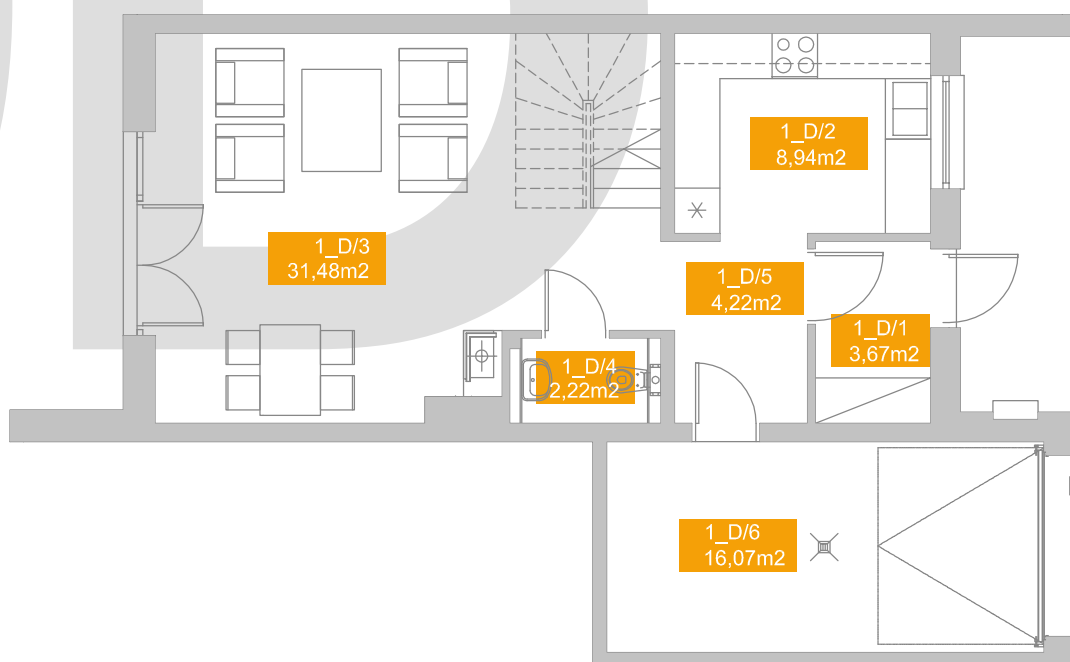 1_D/2
8,94m2
1_D/3
31,48m2
1_D/5
4,22m2
1_D/1
3,67m2
1_D/4
2,22m2
1_D/6
16,07m2